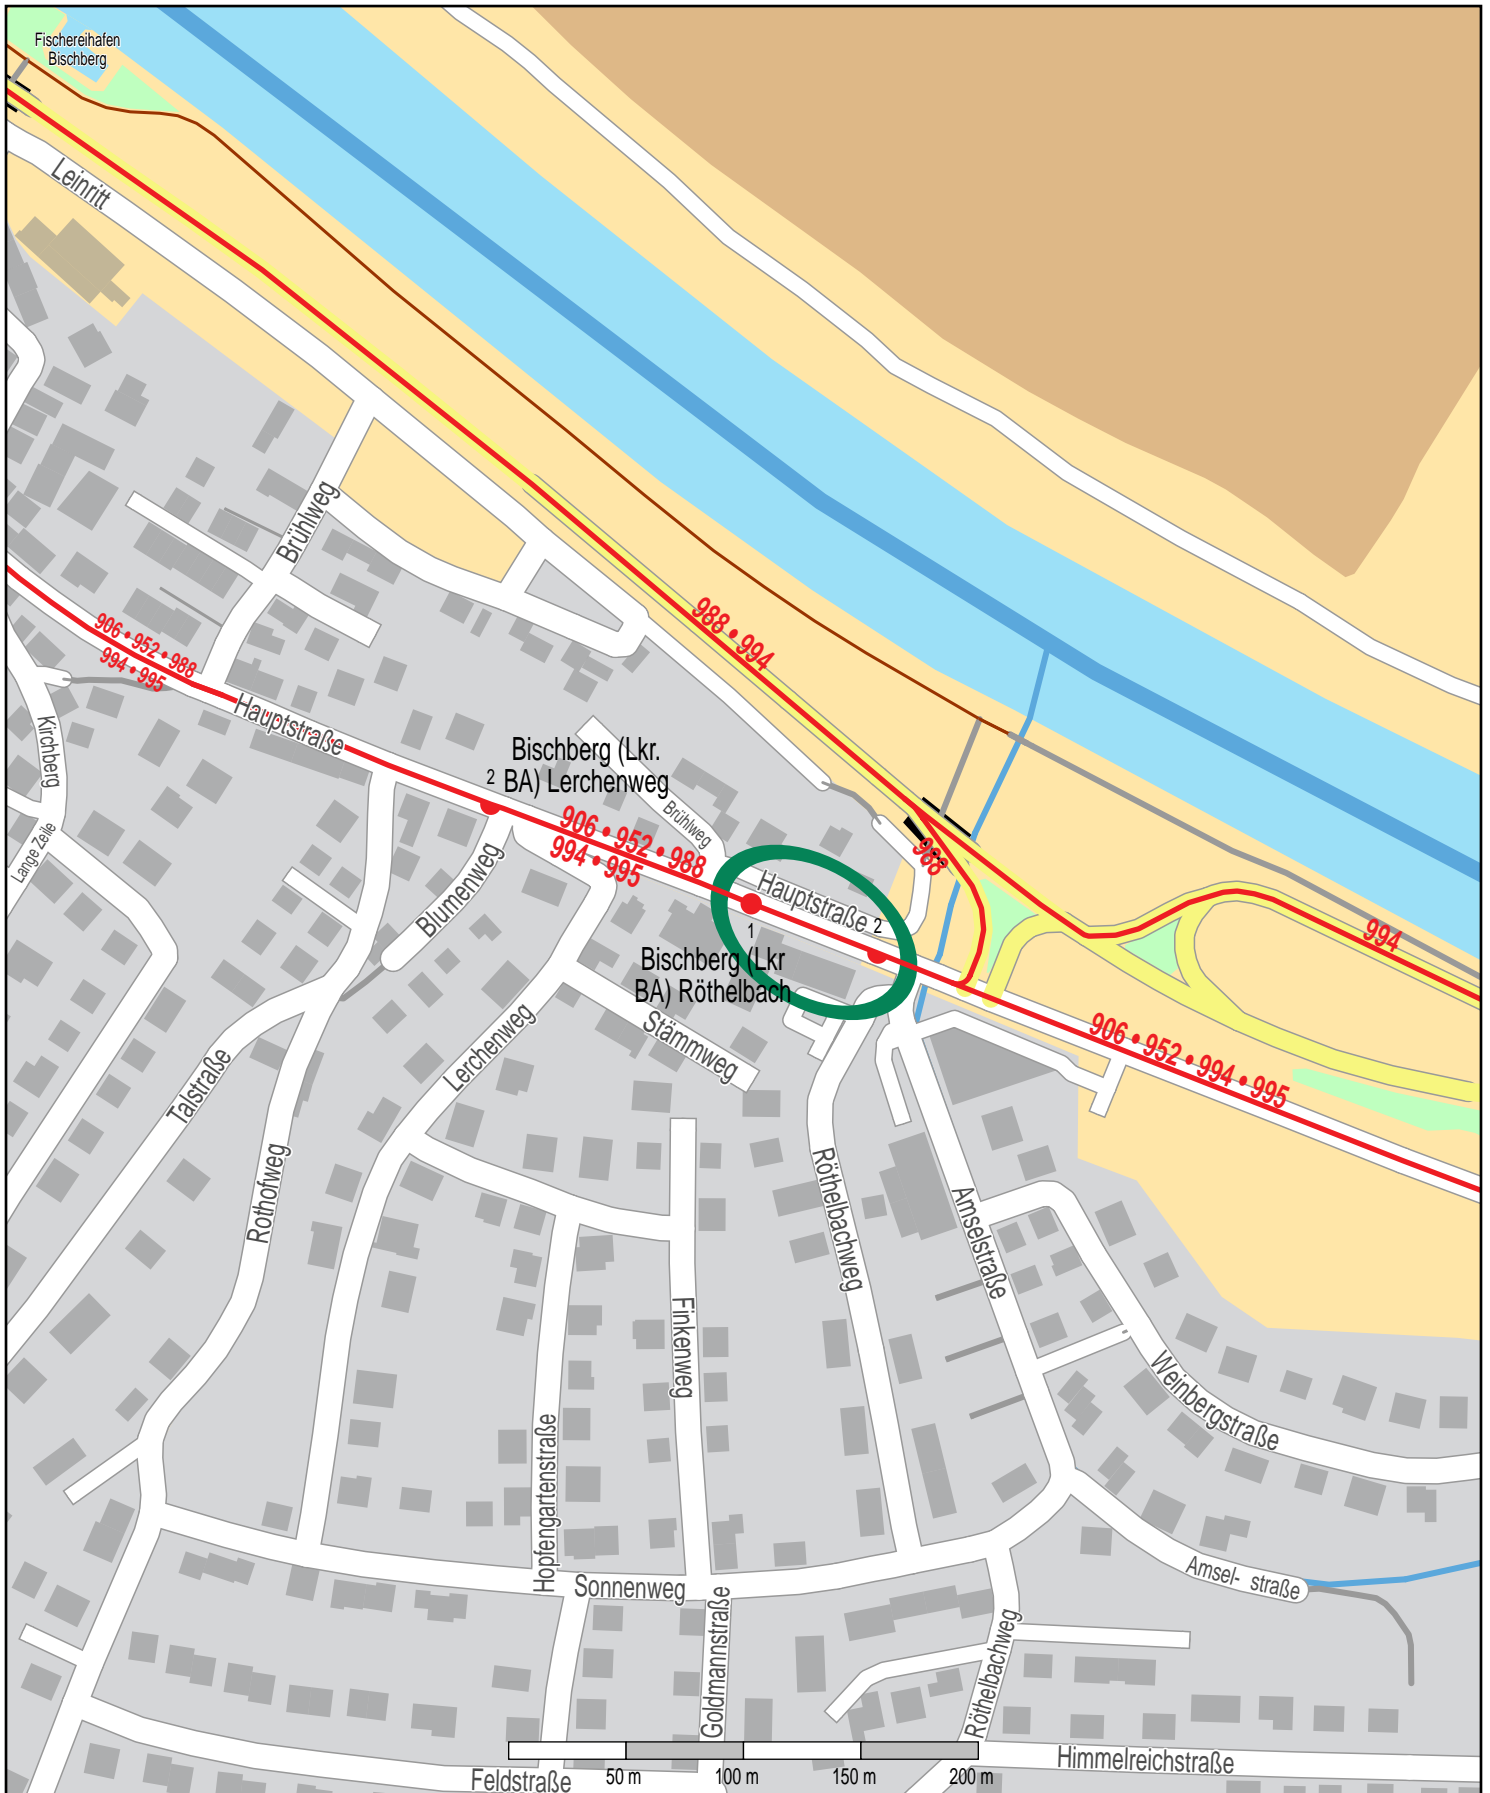 Fischereihafen
Bischberg
Leinritt
Brühlweg
988 • 994
906 • 952 • 988
994 • 995
Hauptstraße
Kirchberg
Lange Zeile
Bischberg (Lkr.
2 BA) Lerchenweg
906 • 952 • 988
994 • 995
Brühlweg
Blumenweg
988
Hauptstraße
2
1
Bischberg (Lkr
BA) Röthelbach
994
906 • 952 • 994 • 995
Lerchenweg
Stämmweg
Talstraße
Rothofweg
Röthelbachweg
Amselstraße
Finkenweg
Weinbergstraße
Hopfengartenstraße
Sonnenweg
Amsel- straße
Goldmannstraße
Röthelbachweg
Feldstraße
Himmelreichstraße
50 m
100 m
150 m
200 m